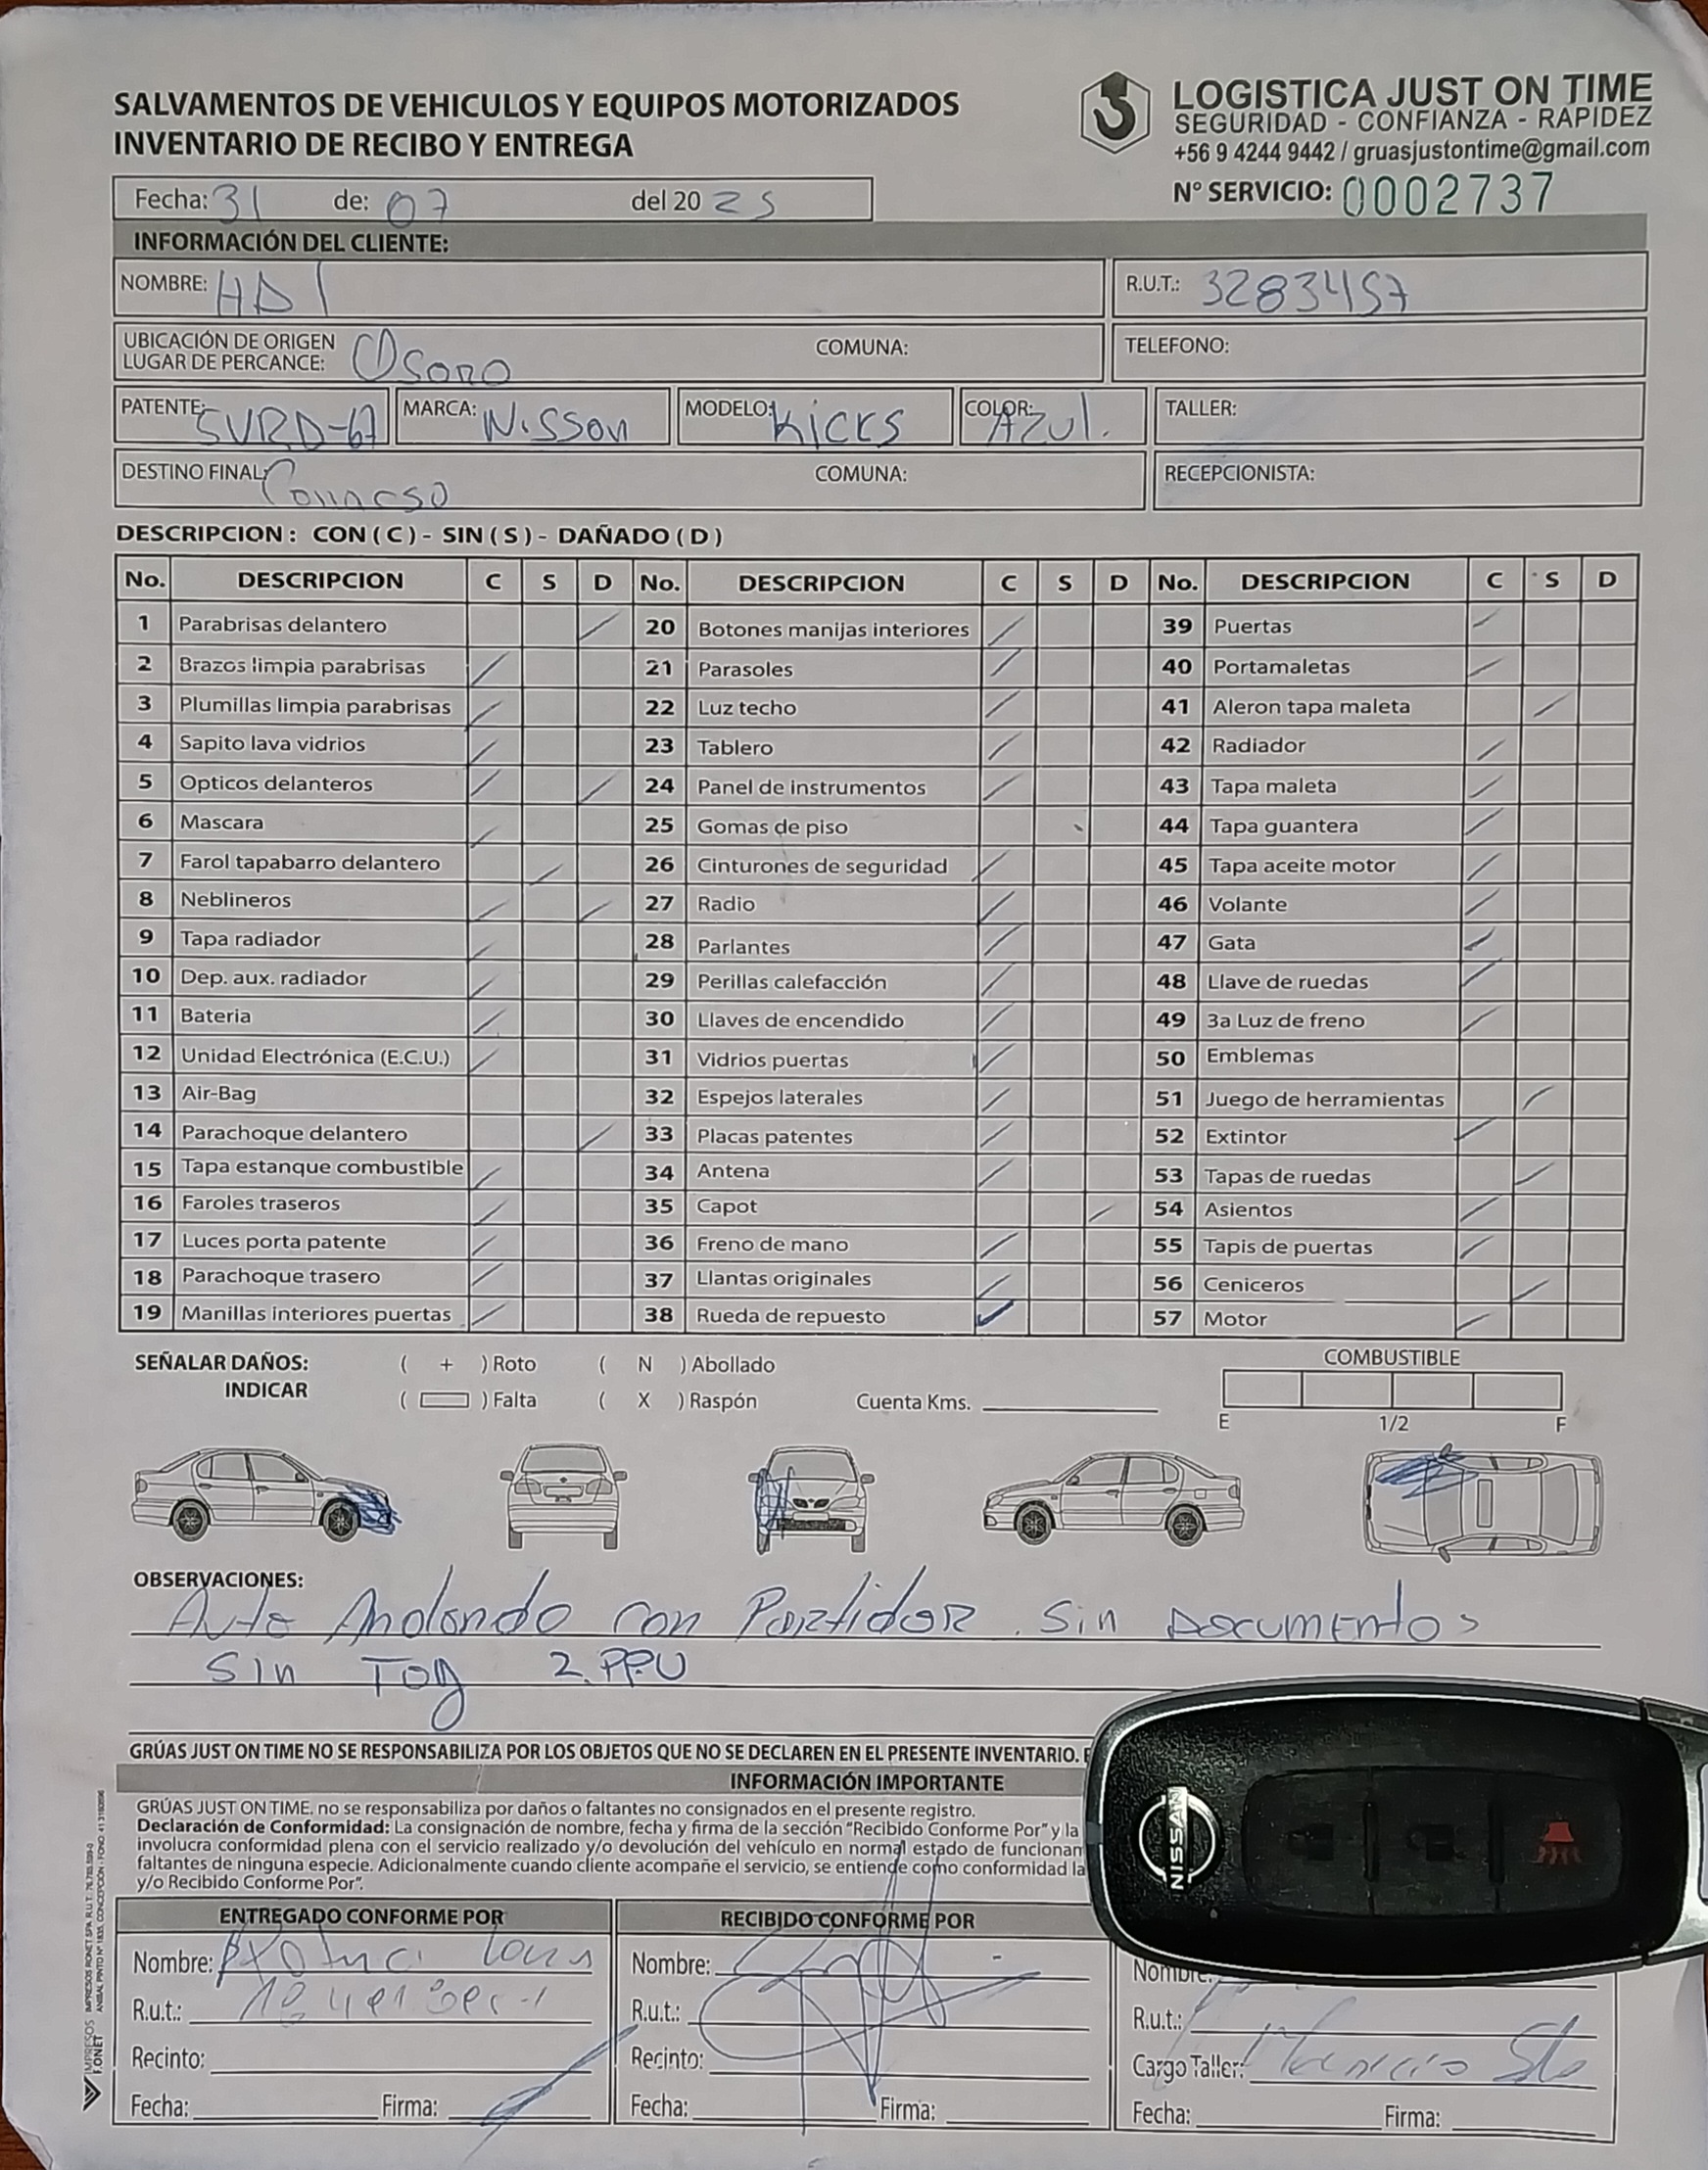 SALVAMENTOS DE VEHICULOS Y EQUIPOS MOTORIZADOS
INVENTARIO DE RECIBO Y ENTREGA
LOGISTICA JUST ON TIME
SEGURIDAD - CONFIANZA - RAPIDEZ
+56 9 4244 9442 / gruasjustontime@gmail.com
N° SERVICIO: 0002737
Fecha: 31 de: 07 del 20 25
INFORMACIÓN DEL CLIENTE:
NOMBRE: HDI R.U.T.: 32834157
UBICACIÓN DE ORIGEN
LUGAR DE PERCANCE: Osorno COMUNA: TELEFONO:
PATENTE: SVRD-67 MARCA: Nissan MODELO: Kicks COLOR: Azul. TALLER:
DESTINO FINAL: COMUNA: RECEPCIONISTA:
DESCRIPCION : CON ( C ) - SIN ( S ) - DAÑADO ( D )
No. DESCRIPCION C S D No. DESCRIPCION C S D No. DESCRIPCION C S D
1 Parabrisas delantero 20 Botones manijas interiores 39 Puertas
2 Brazos limpia parabrisas 21 Parasoles 40 Portamaletas
3 Plumillas limpia parabrisas 22 Luz techo 41 Aleron tapa maleta
4 Sapito lava vidrios 23 Tablero 42 Radiador
5 Opticos delanteros 24 Panel de instrumentos 43 Tapa maleta
6 Mascara 25 Gomas de piso 44 Tapa guantera
7 Farol tapabarro delantero 26 Cinturones de seguridad 45 Tapa aceite motor
8 Neblineros 27 Radio 46 Volante
9 Tapa radiador 28 Parlantes 47 Gata
10 Dep. aux. radiador 29 Perillas calefacción 48 Llave de ruedas
11 Bateria 30 Llaves de encendido 49 3a Luz de freno
12 Unidad Electrónica (E.C.U.) 31 Vidrios puertas 50 Emblemas
13 Air-Bag 32 Espejos laterales 51 Juego de herramientas
14 Parachoque delantero 33 Placas patentes 52 Extintor
15 Tapa estanque combustible 34 Antena 53 Tapas de ruedas
16 Faroles traseros 35 Capot 54 Asientos
17 Luces porta patente 36 Freno de mano 55 Tapis de puertas
18 Parachoque trasero 37 Llantas originales 56 Ceniceros
19 Manillas interiores puertas 38 Rueda de repuesto 57 Motor
SEÑALAR DAÑOS: ( + ) Roto ( N ) Abollado COMBUSTIBLE
INDICAR ( ) Falta ( X ) Raspón Cuenta Kms.
E 1/2 F
OBSERVACIONES:
Auto Andando con Partidor. Sin Documentos
Sin Tag 2.PPU
GRÚAS JUST ON TIME NO SE RESPONSABILIZA POR LOS OBJETOS QUE NO SE DECLAREN EN EL PRESENTE INVENTARIO.
INFORMACIÓN IMPORTANTE
GRÚAS JUST ON TIME. no se responsabiliza por daños o faltantes no consignados en el presente registro.
Declaración de Conformidad: La consignación de nombre, fecha y firma de la sección "Recibido Conforme Por" y la
involucra conformidad plena con el servicio realizado y/o devolución del vehículo en normal estado de funcionan
faltantes de ninguna especie. Adicionalmente cuando cliente acompañe el servicio, se entiende como conformidad la
y/o Recibido Conforme Por".
NISSAN
ENTREGADO CONFORME POR RECIBIDO CONFORME POR
Nombre: Nombre: Nombre:
R.u.t.: R.u.t.: R.u.t.:
Recinto: Recinto: Cargo Taller:
Fecha: Firma: Fecha: Firma: Fecha: Firma: